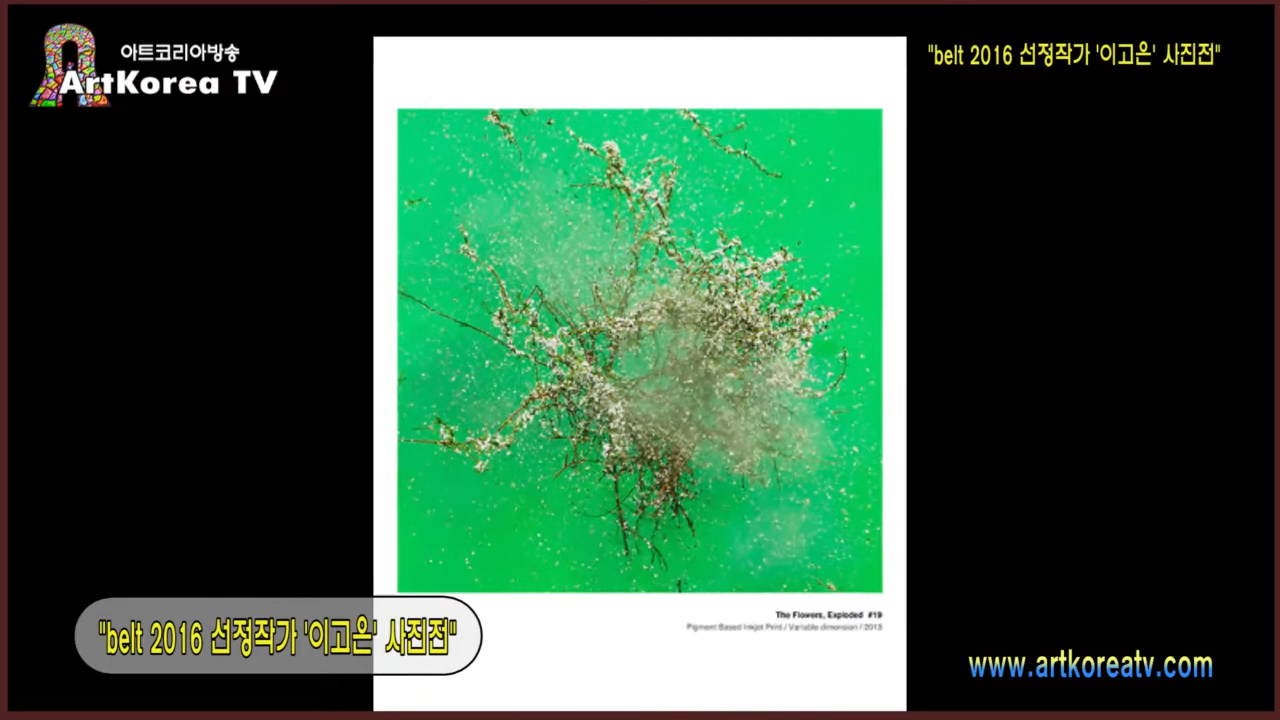 아트코리아방송
ArtKorea TV
"belt 2016 선정작가 '이고은' 사진전"
The Flowers, Exploded #19
Pigment Based Inkjet Print / Variable dimension / 2013
"belt 2016 선정작가 '이고온' 사진전"
www.artkoreatv.com